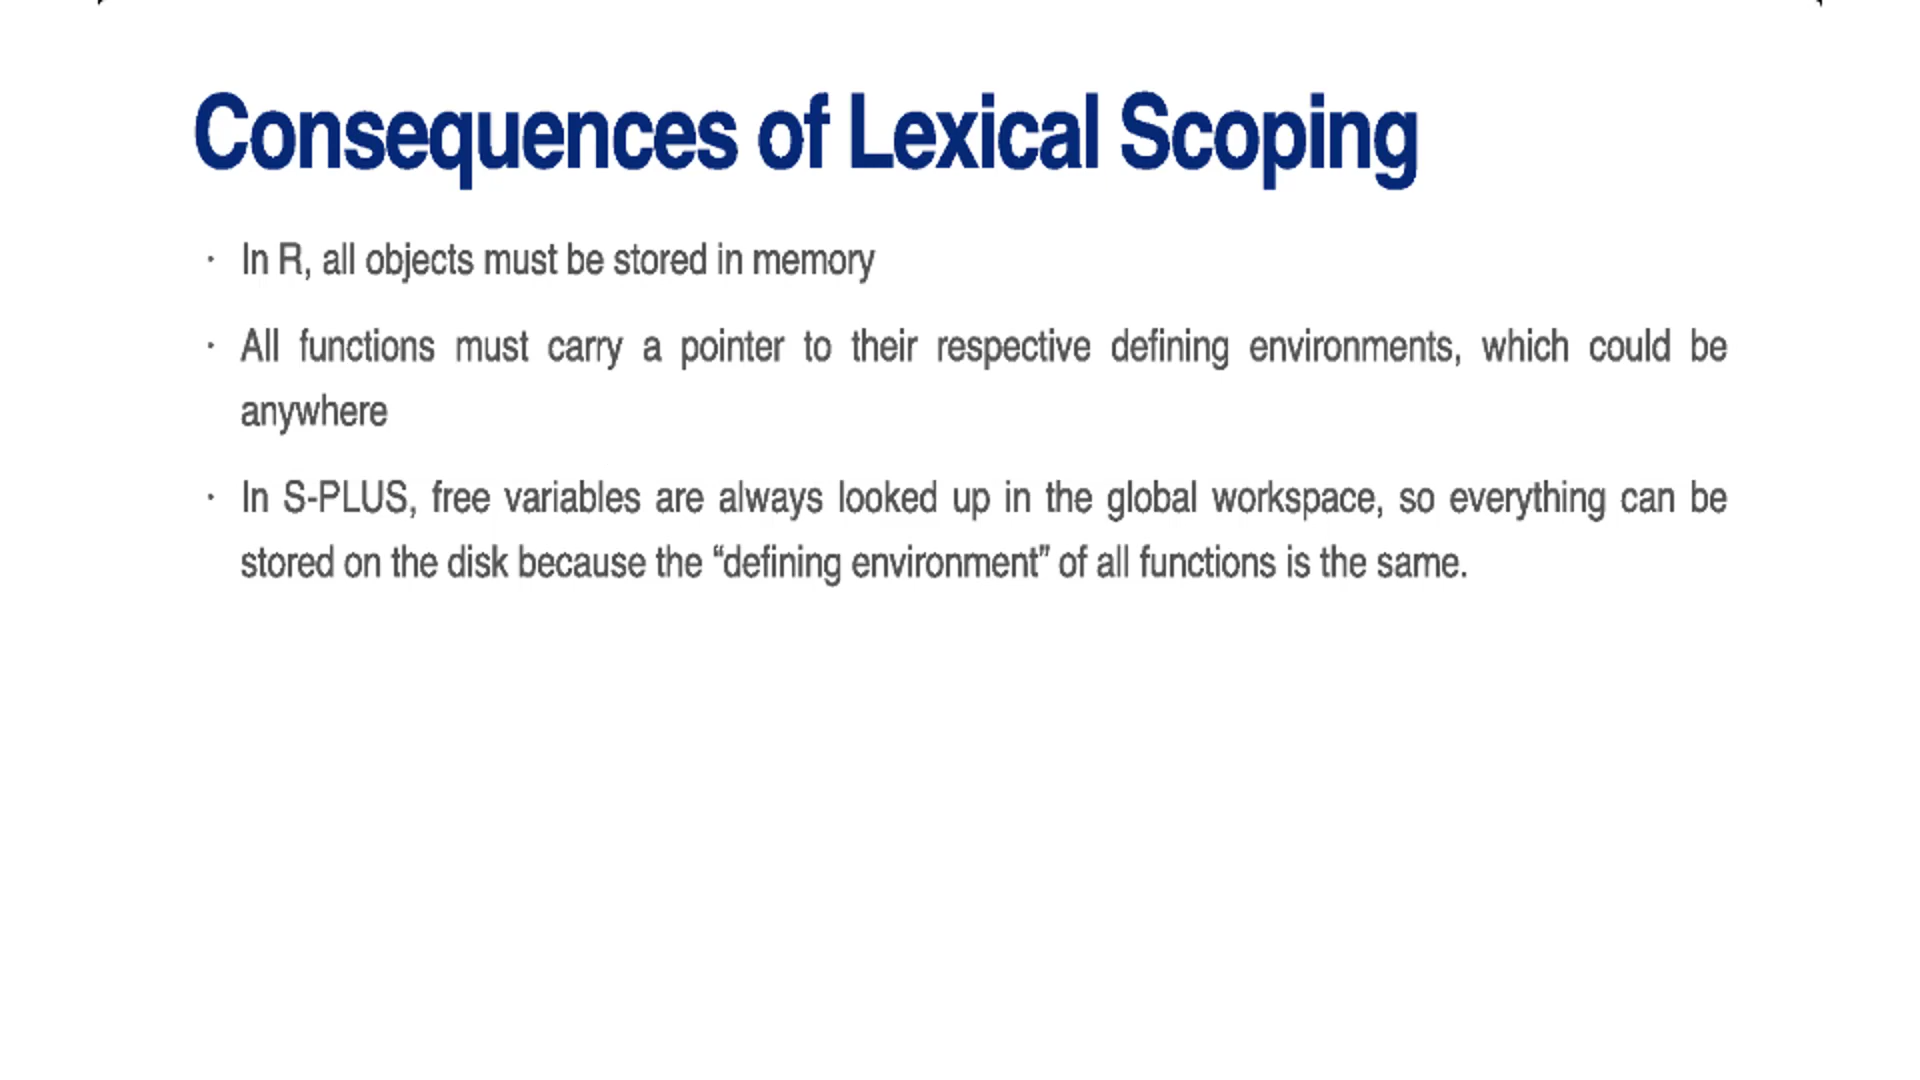 Consequences of Lexical Scoping
· In R, all objects must be stored in memory
· All functions must carry a pointer to their respective defining environments, which could be
anywhere
· In S-PLUS, free variables are always looked up in the global workspace, so everything can be
stored on the disk because the “defining environment” of all functions is the same.